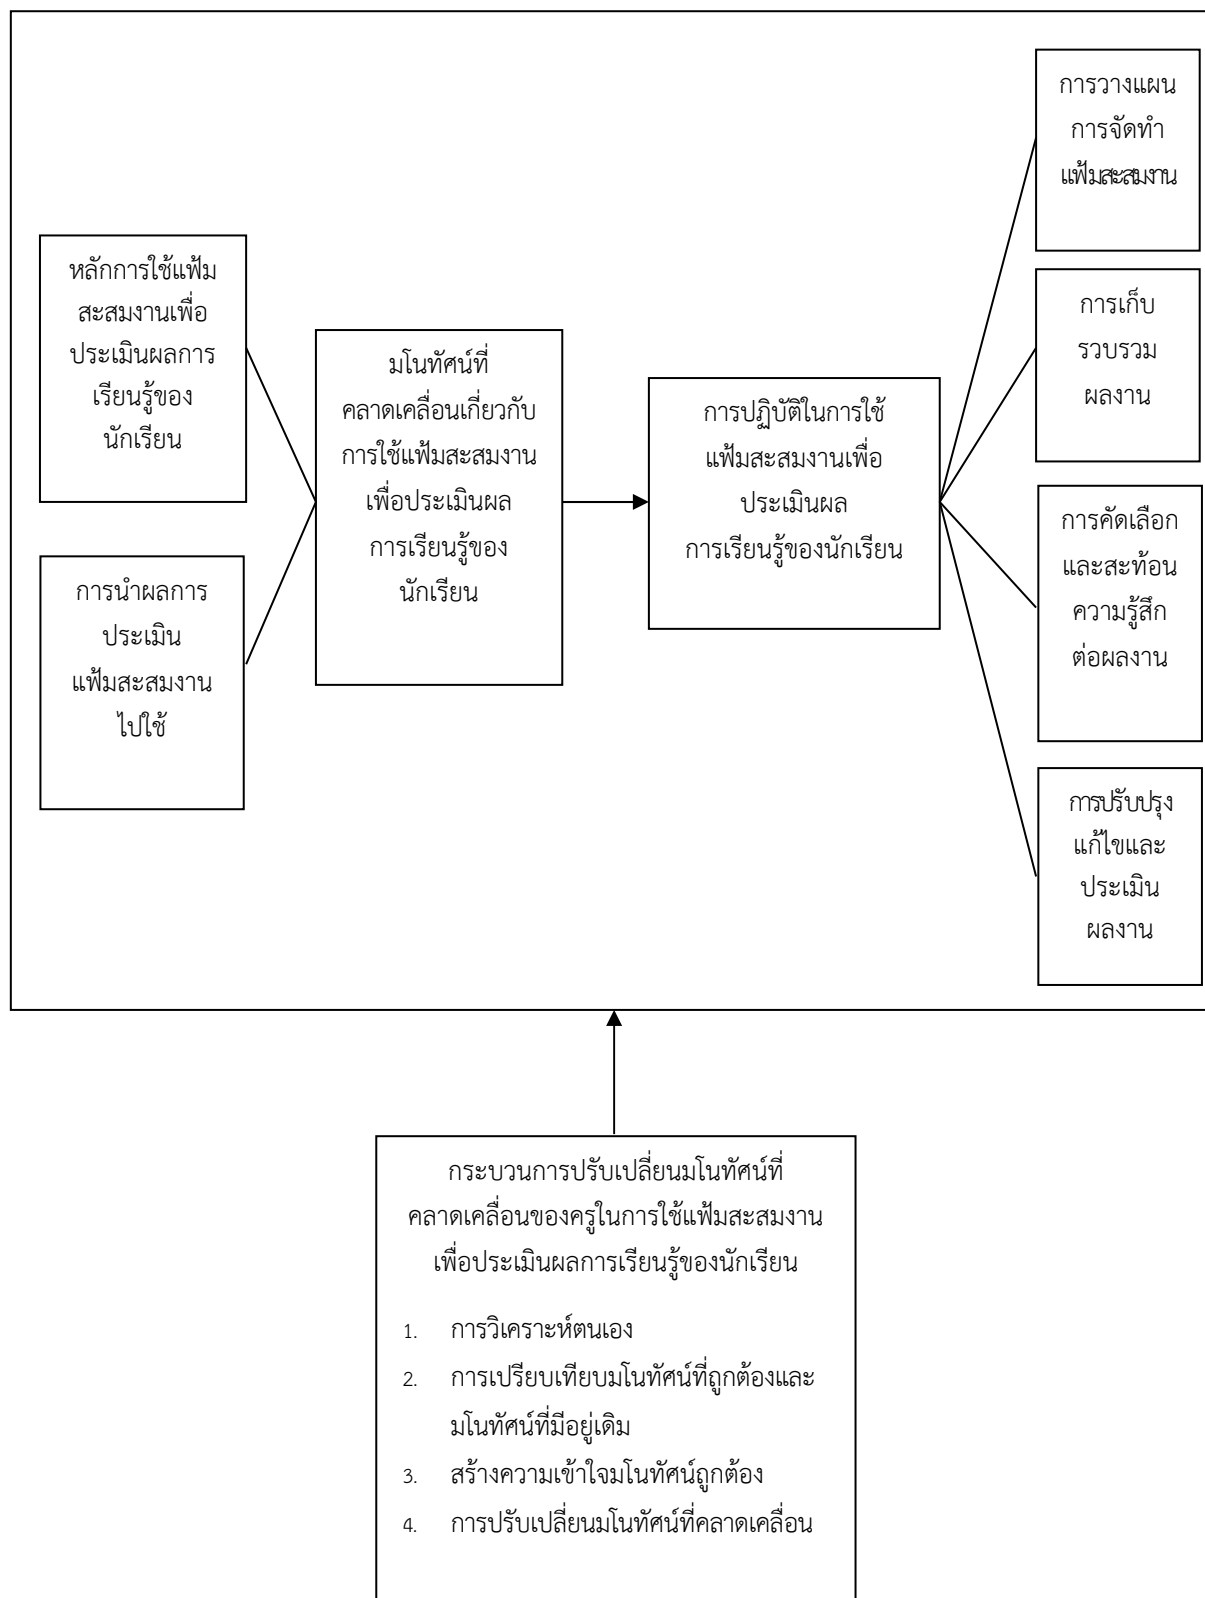 หลักการใช้แฟ้ม
สะสมงานเพื่อ
ประเมินผลการ
เรียนรู้ของ
นักเรียน
การนำผลการ
ประเมิน
แฟ้มสะสมงาน
ไปใช้
มโนทัศน์ที่
คลาดเคลื่อนเกี่ยวกับ
การใช้แฟ้มสะสมงาน
เพื่อประเมินผล
การเรียนรู้ของ
นักเรียน
การปฏิบัติในการใช้
แฟ้มสะสมงานเพื่อ
ประเมินผล
การเรียนรู้ของนักเรียน
การวางแผน
การจัดทำ
แฟ้มสะสมงาน
การเก็บ
รวบรวม
ผลงาน
การคัดเลือก
และสะท้อน
ความรู้สึก
ต่อผลงาน
การปรับปรุง
แก้ไขและ
ประเมิน
ผลงาน
กระบวนการปรับเปลี่ยนมโนทัศน์ที่
คลาดเคลื่อนของครูในการใช้แฟ้มสะสมงาน
เพื่อประเมินผลการเรียนรู้ของนักเรียน
1. การวิเคราะห์ตนเอง
2. การเปรียบเทียบมโนทัศน์ที่ถูกต้องและ
มโนทัศน์ที่มีอยู่เดิม
3. สร้างความเข้าใจมโนทัศน์ถูกต้อง
4. การปรับเปลี่ยนมโนทัศน์ที่คลาดเคลื่อน